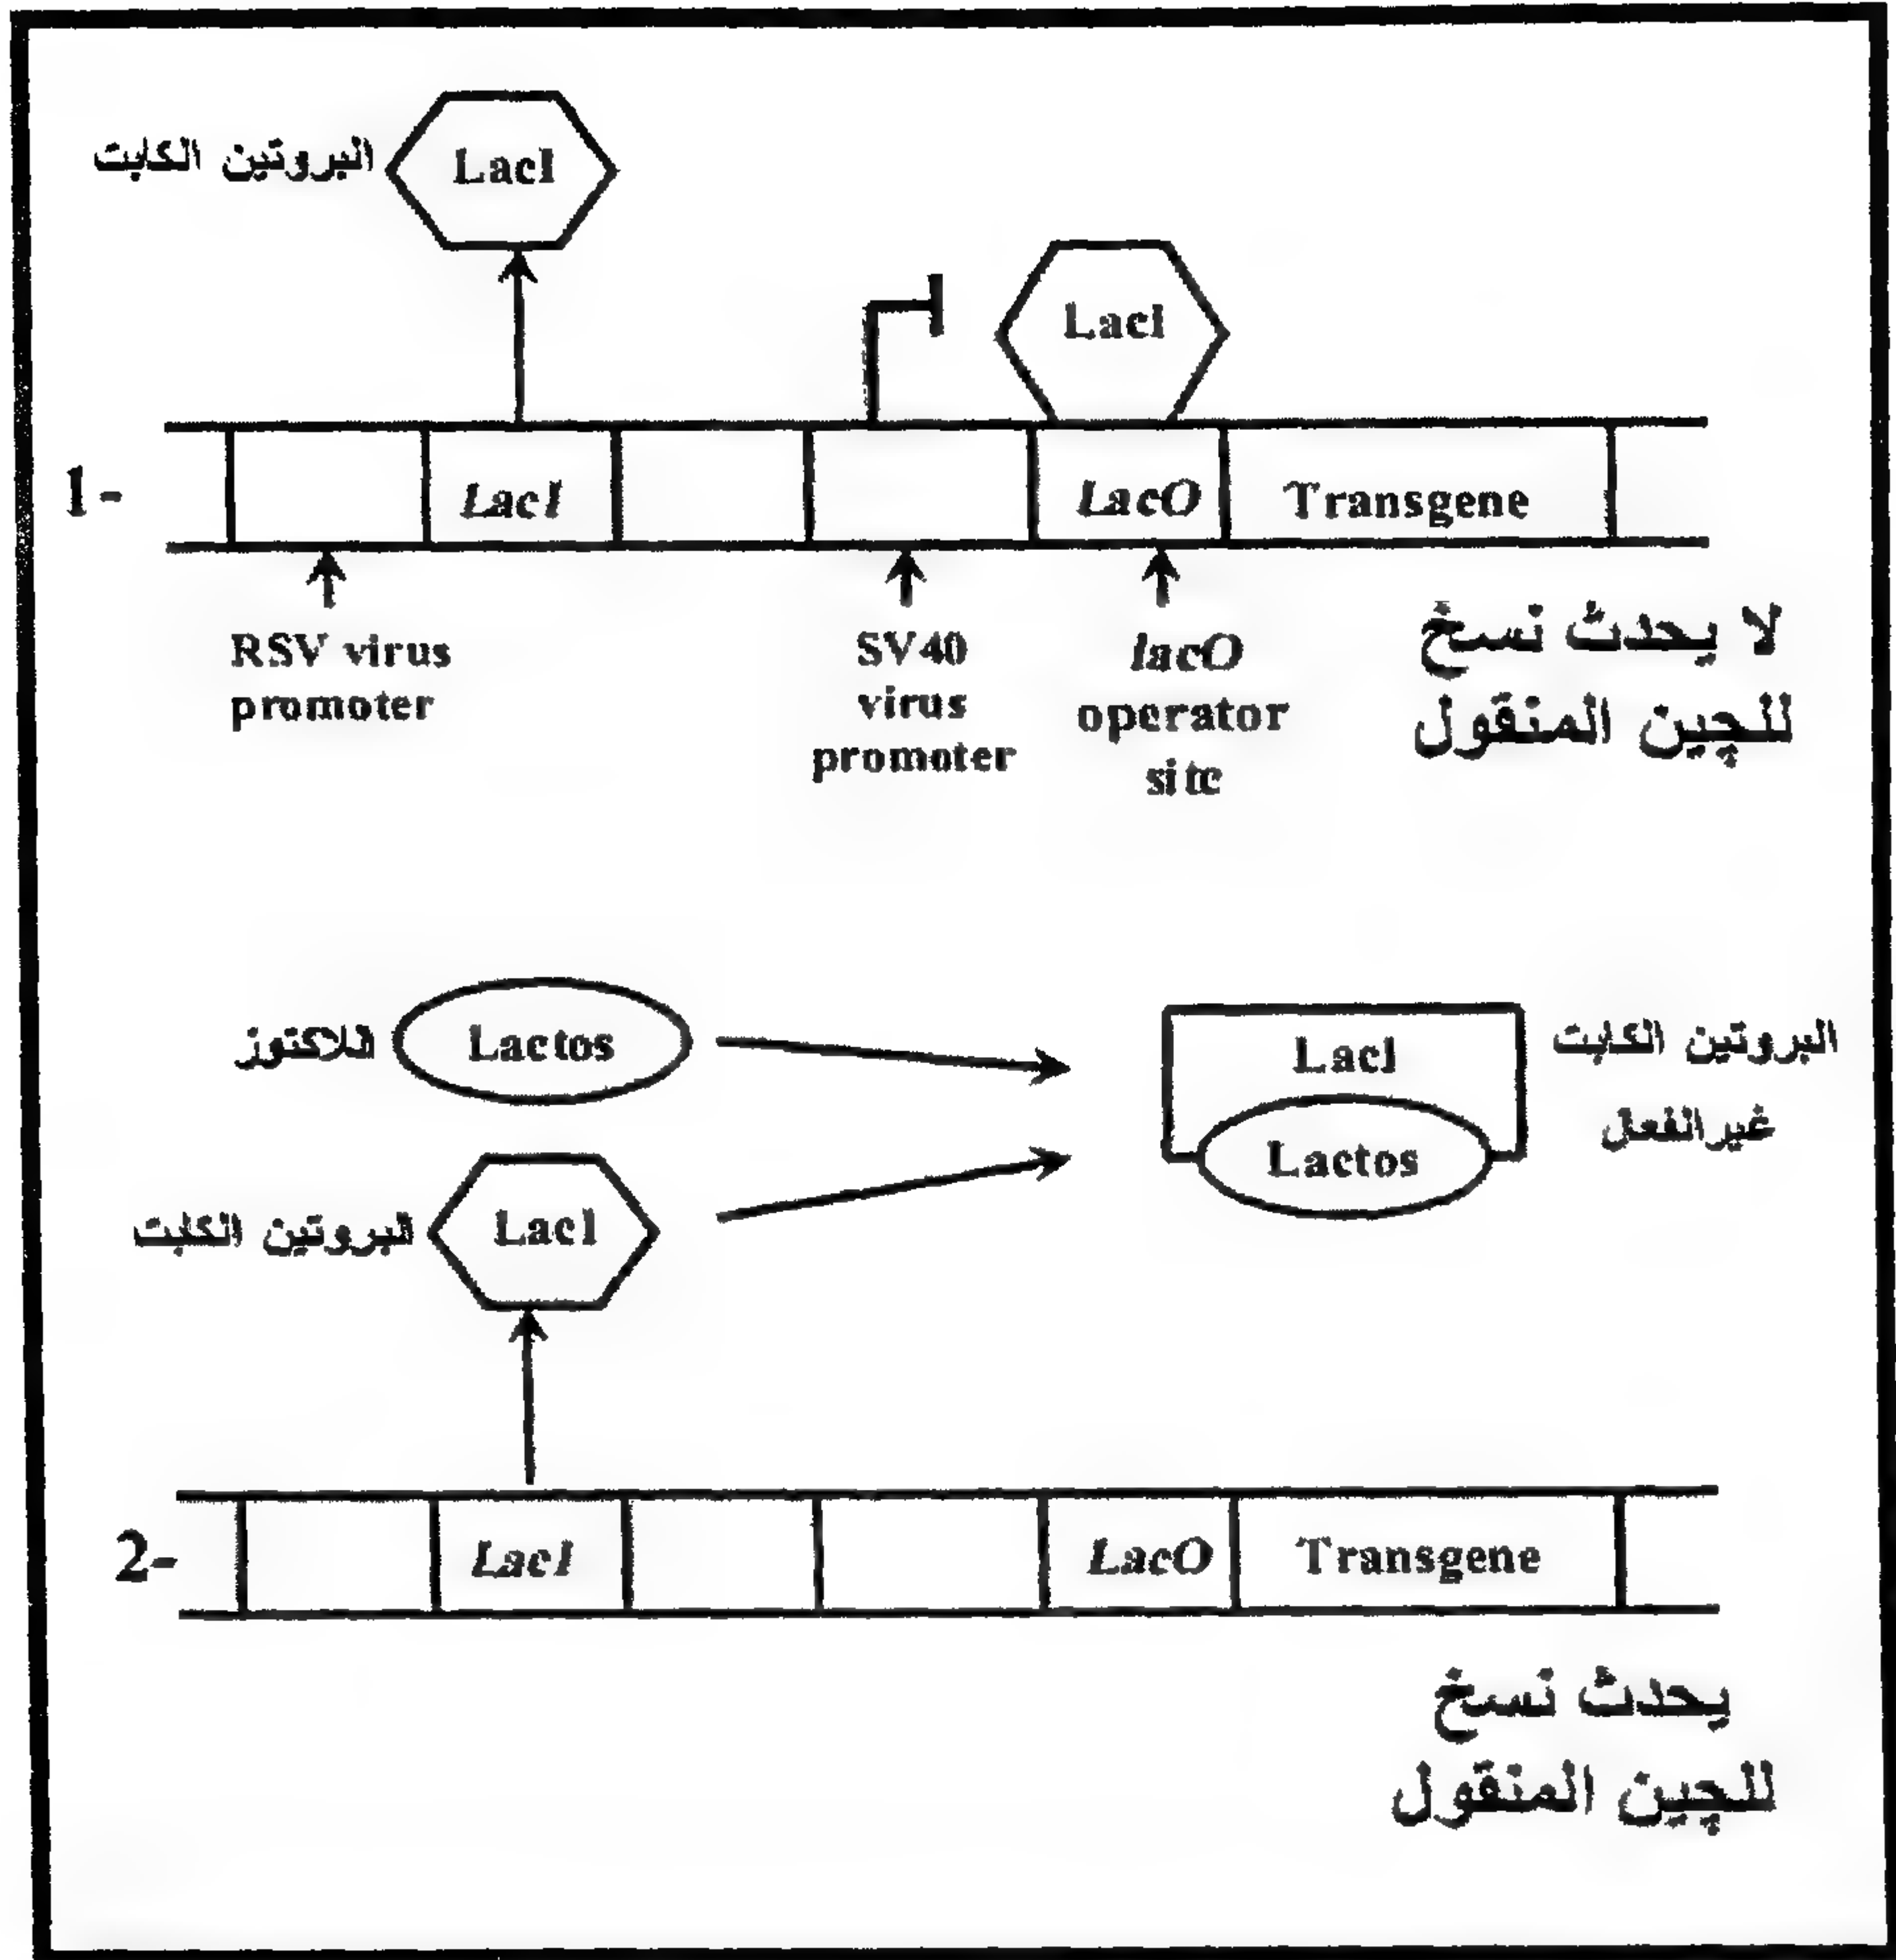 البروتين الكابت
LacI
LacI
1-
LacI
LacO
Transgene
RSV virus
promoter
SV40
virus
promoter
lacO
operator
site
لا يحدث نسخ
للچين المنقول
اللاكتوز
Lactos
LacI
Lactos
البروتين الكابت
غير الفعل
البروتين الكابت
LacI
2-
LacI
LacO
Transgene
يحدث نسخ
للچين المنقول